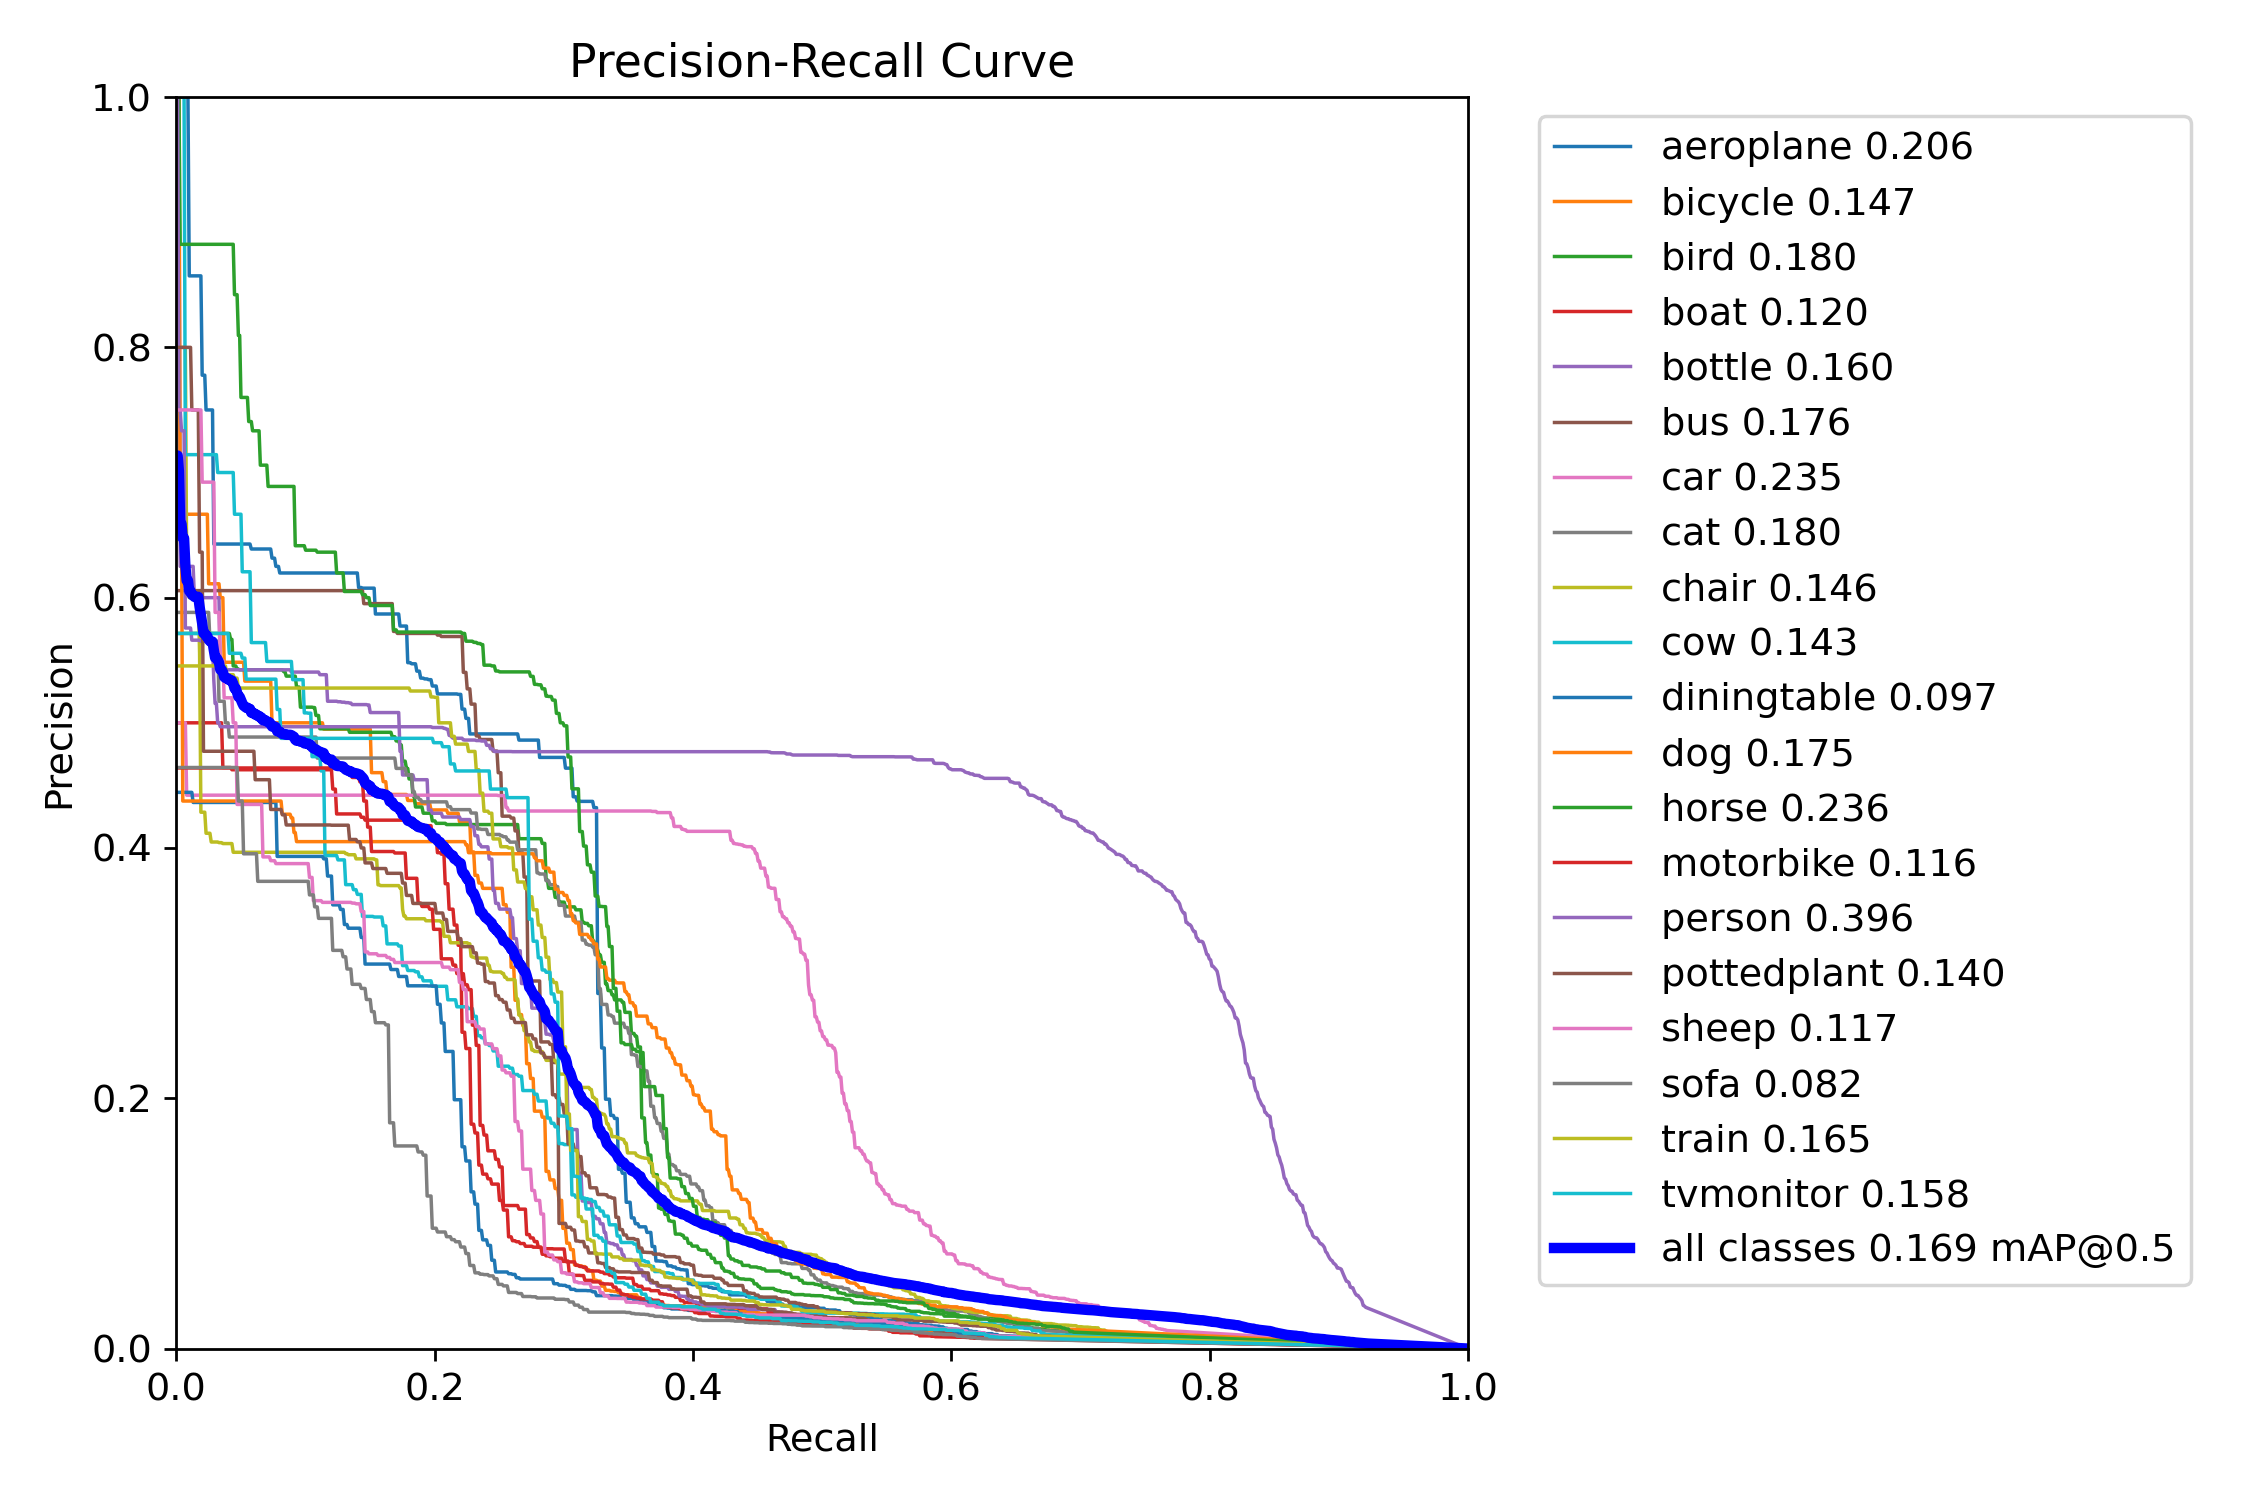 Precision-Recall Curve
1.0
0.8
0.6
0.4
0.2
0.0
Precision
0.0 0.2 0.4 0.6 0.8 1.0
Recall
aeroplane 0.206
bicycle 0.147
bird 0.180
boat 0.120
bottle 0.160
bus 0.176
car 0.235
cat 0.180
chair 0.146
cow 0.143
diningtable 0.097
dog 0.175
horse 0.236
motorbike 0.116
person 0.396
pottedplant 0.140
sheep 0.117
sofa 0.082
train 0.165
tvmonitor 0.158
all classes 0.169 mAP@0.5